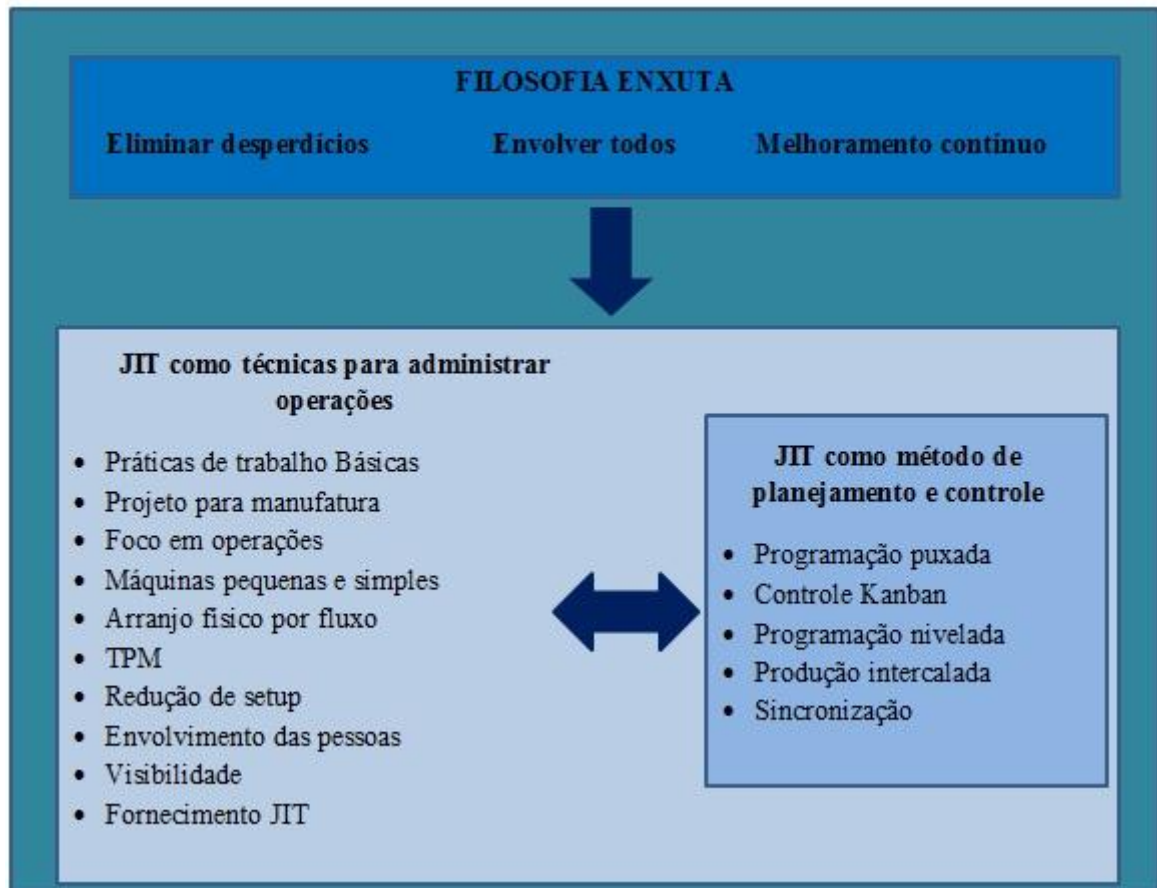 FILOSOFIA ENXUTA
Eliminar desperdícios Envolver todos Melhoramento contínuo
JIT como técnicas para administrar
operações
• Práticas de trabalho Básicas
• Projeto para manufatura
• Foco em operações
• Máquinas pequenas e simples
• Arranjo físico por fluxo
• TPM
• Redução de setup
• Envolvimento das pessoas
• Visibilidade
• Fornecimento JIT
JIT como método de
planejamento e controle
• Programação puxada
• Controle Kanban
• Programação nivelada
• Produção intercalada
• Sincronização